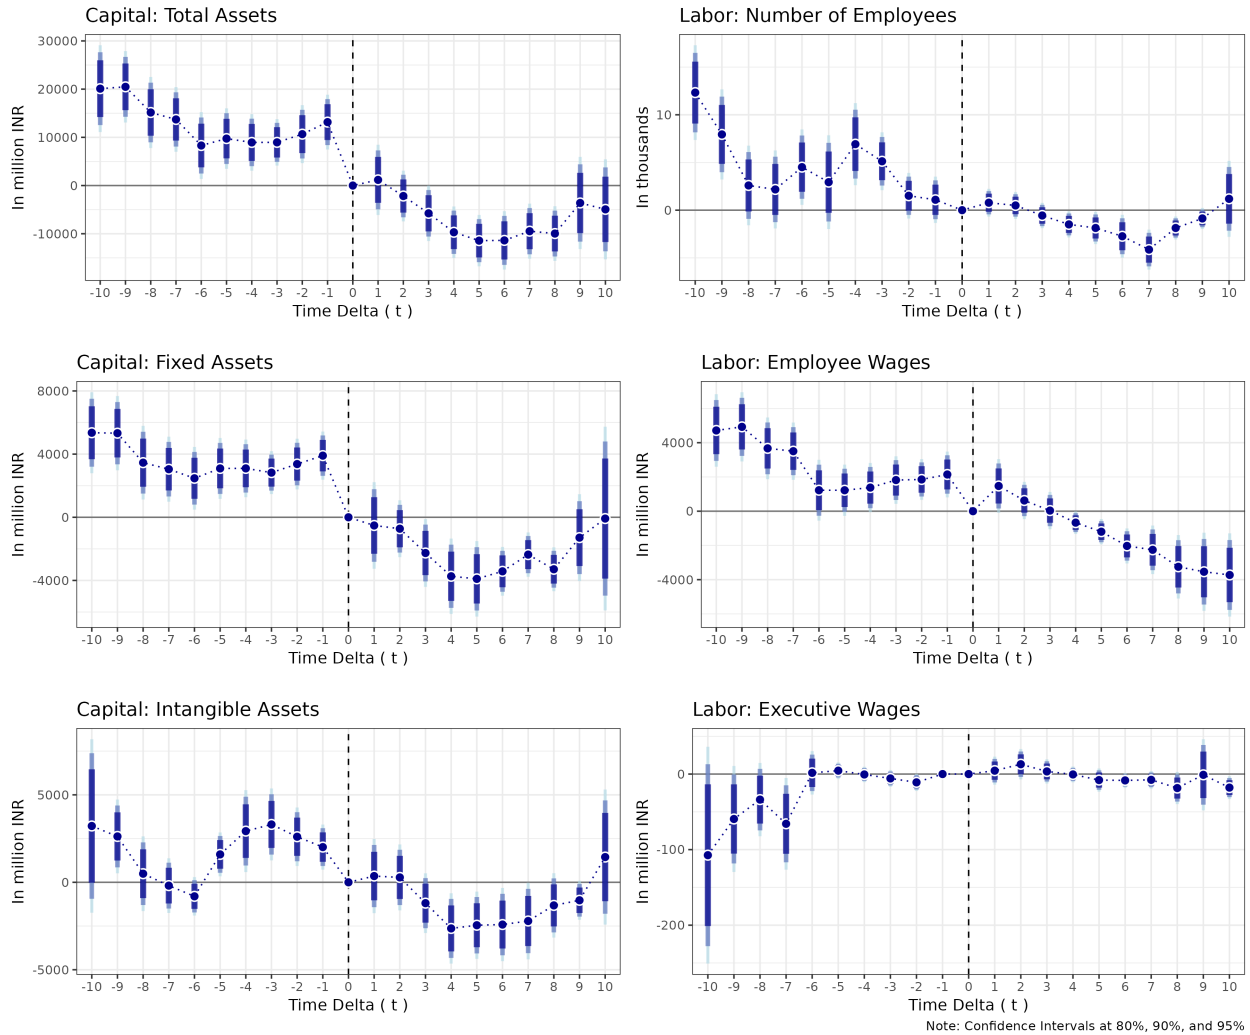 Capital: Total Assets
In million INR
30000
20000
10000
0
-10000
-10 -9 -8 -7 -6 -5 -4 -3 -2 -1 0 1 2 3 4 5 6 7 8 9 10
Time Delta ( t )
Labor: Number of Employees
In thousands
10
0
-10 -9 -8 -7 -6 -5 -4 -3 -2 -1 0 1 2 3 4 5 6 7 8 9 10
Time Delta ( t )
Capital: Fixed Assets
In million INR
8000
4000
0
-4000
-10 -9 -8 -7 -6 -5 -4 -3 -2 -1 0 1 2 3 4 5 6 7 8 9 10
Time Delta ( t )
Labor: Employee Wages
In million INR
4000
0
-4000
-10 -9 -8 -7 -6 -5 -4 -3 -2 -1 0 1 2 3 4 5 6 7 8 9 10
Time Delta ( t )
Capital: Intangible Assets
In million INR
5000
0
-5000
-10 -9 -8 -7 -6 -5 -4 -3 -2 -1 0 1 2 3 4 5 6 7 8 9 10
Time Delta ( t )
Labor: Executive Wages
In million INR
0
-100
-200
-10 -9 -8 -7 -6 -5 -4 -3 -2 -1 0 1 2 3 4 5 6 7 8 9 10
Time Delta ( t )
Note: Confidence Intervals at 80%, 90%, and 95%